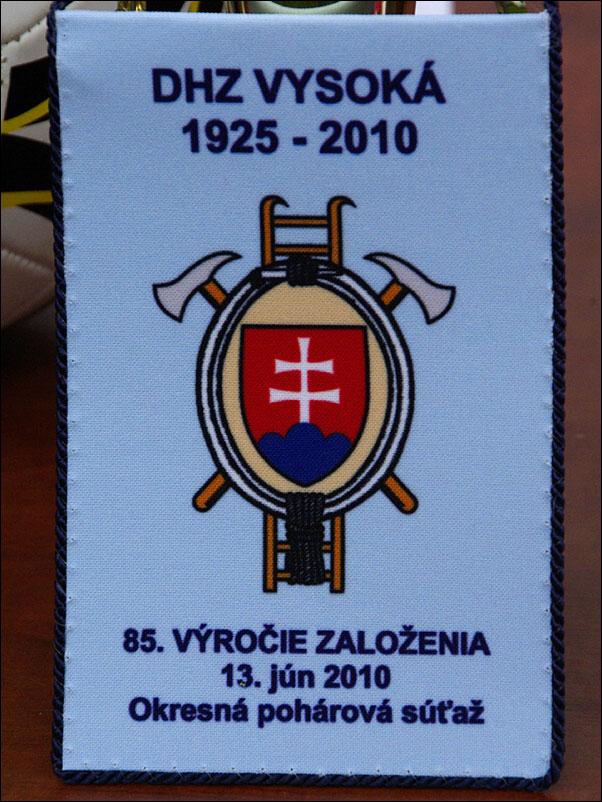 DHZ VYSOKÁ
1925 - 2010
85. VÝROČIE ZALOŽENIA
13. jún 2010
Okresná pohárová súťaž